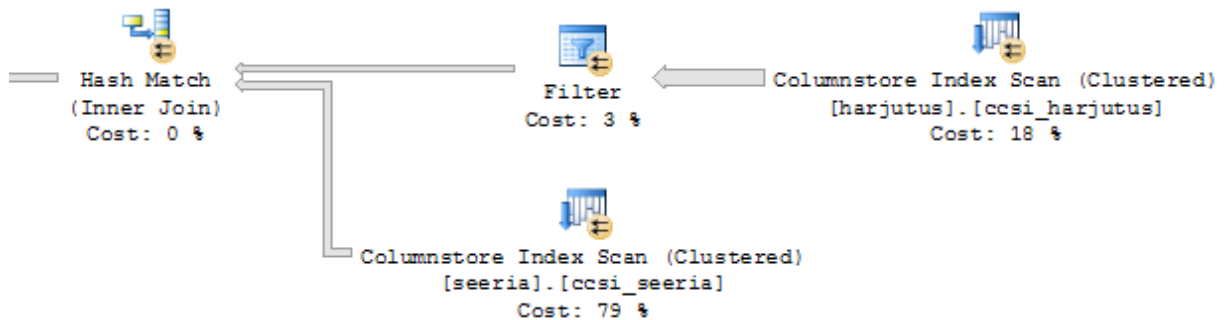 Hash Match
(Inner Join)
Cost: 0 %
Filter
Cost: 3 %
Columnstore Index Scan (Clustered)
[harjutus].[ccsi_harjutus]
Cost: 18 %
Columnstore Index Scan (Clustered)
[seeria].[ccsi_seeria]
Cost: 79 %